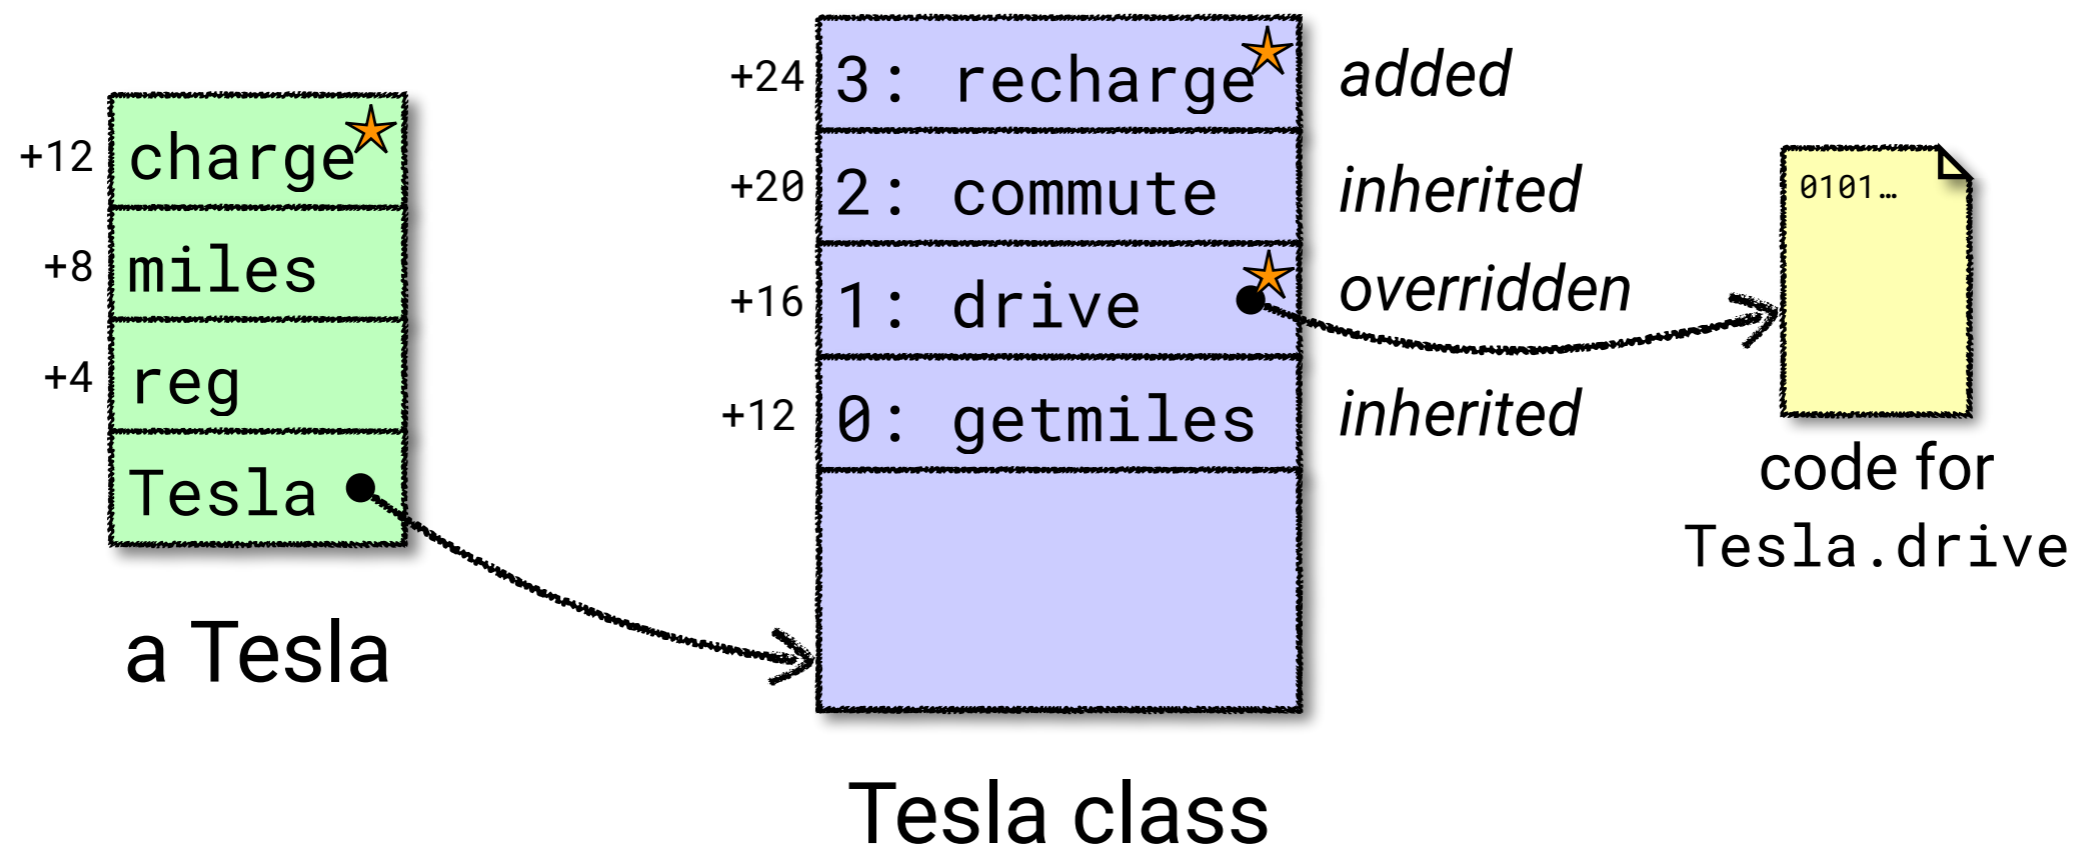 +12 charge
+8 miles
+4 reg
Tesla
a Tesla
+24 3: recharge added
+20 2: commute inherited
+16 1: drive overridden
+12 0: getmiles inherited
Tesla class
0101…
code for
Tesla.drive